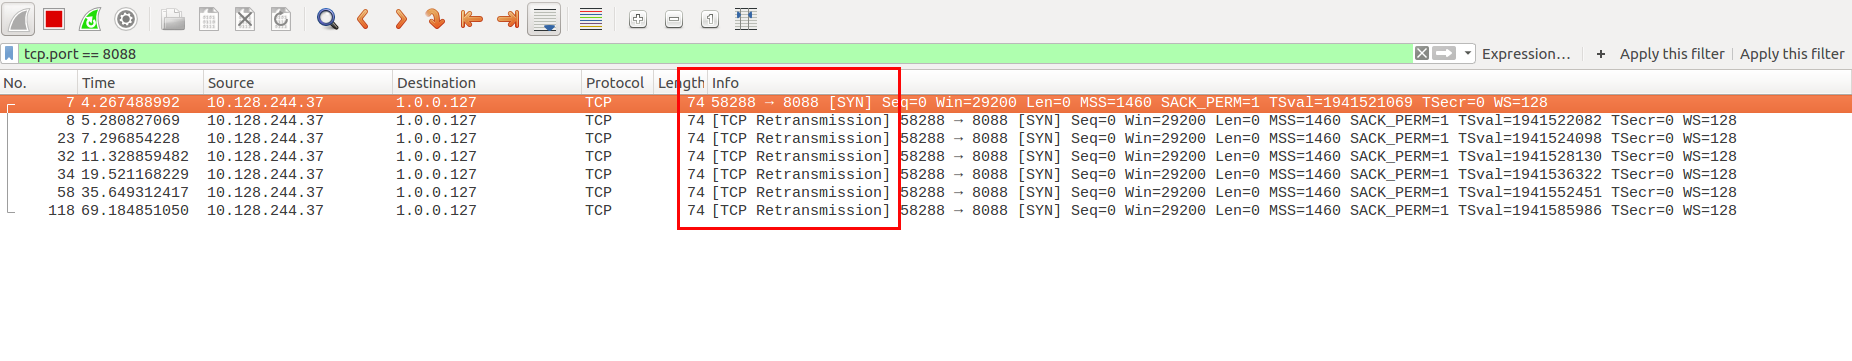 tcp.port == 8088 Expression… + Apply this filter Apply this filter
No. Time Source Destination Protocol Length Info
7 4.267488992 10.128.244.37 1.0.0.127 TCP 74 58288 → 8088 [SYN] Seq=0 Win=29200 Len=0 MSS=1460 SACK_PERM=1 TSval=1941521069 TSecr=0 WS=128
8 5.280827069 10.128.244.37 1.0.0.127 TCP 74 [TCP Retransmission] 58288 → 8088 [SYN] Seq=0 Win=29200 Len=0 MSS=1460 SACK_PERM=1 TSval=1941522082 TSecr=0 WS=128
23 7.296854228 10.128.244.37 1.0.0.127 TCP 74 [TCP Retransmission] 58288 → 8088 [SYN] Seq=0 Win=29200 Len=0 MSS=1460 SACK_PERM=1 TSval=1941524098 TSecr=0 WS=128
32 11.328859482 10.128.244.37 1.0.0.127 TCP 74 [TCP Retransmission] 58288 → 8088 [SYN] Seq=0 Win=29200 Len=0 MSS=1460 SACK_PERM=1 TSval=1941528130 TSecr=0 WS=128
34 19.521168229 10.128.244.37 1.0.0.127 TCP 74 [TCP Retransmission] 58288 → 8088 [SYN] Seq=0 Win=29200 Len=0 MSS=1460 SACK_PERM=1 TSval=1941536322 TSecr=0 WS=128
58 35.649312417 10.128.244.37 1.0.0.127 TCP 74 [TCP Retransmission] 58288 → 8088 [SYN] Seq=0 Win=29200 Len=0 MSS=1460 SACK_PERM=1 TSval=1941552451 TSecr=0 WS=128
118 69.184851050 10.128.244.37 1.0.0.127 TCP 74 [TCP Retransmission] 58288 → 8088 [SYN] Seq=0 Win=29200 Len=0 MSS=1460 SACK_PERM=1 TSval=1941585986 TSecr=0 WS=128